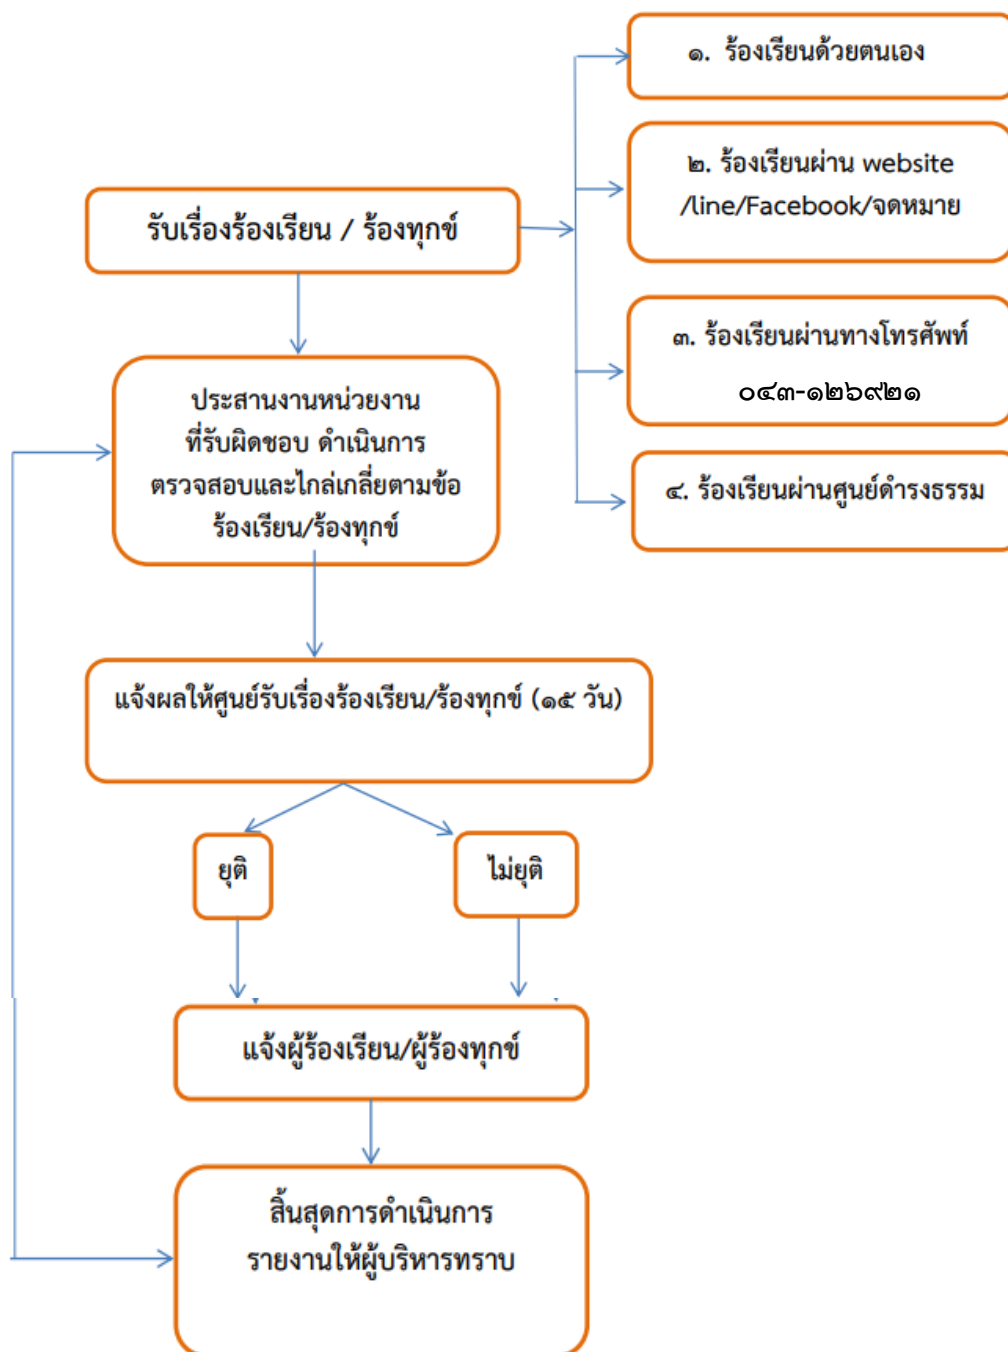 ๑. ร้องเรียนด้วยตนเอง
๒. ร้องเรียนผ่าน website
/line/Facebook/จดหมาย
รับเรื่องร้องเรียน / ร้องทุกข์
๓. ร้องเรียนผ่านทางโทรศัพท์
๐๔๓-๑๒๖๙๒๑
ประสานงานหน่วยงาน
ที่รับผิดชอบ ดำเนินการ
ตรวจสอบและไกล่เกลี่ยตามข้อ
ร้องเรียน/ร้องทุกข์
๔. ร้องเรียนผ่านศูนย์ดำรงธรรม
แจ้งผลให้ศูนย์รับเรื่องร้องเรียน/ร้องทุกข์ (๑๕ วัน)
ยุติ
ไม่ยุติ
แจ้งผู้ร้องเรียน/ผู้ร้องทุกข์
สิ้นสุดการดำเนินการ
รายงานให้ผู้บริหารทราบ